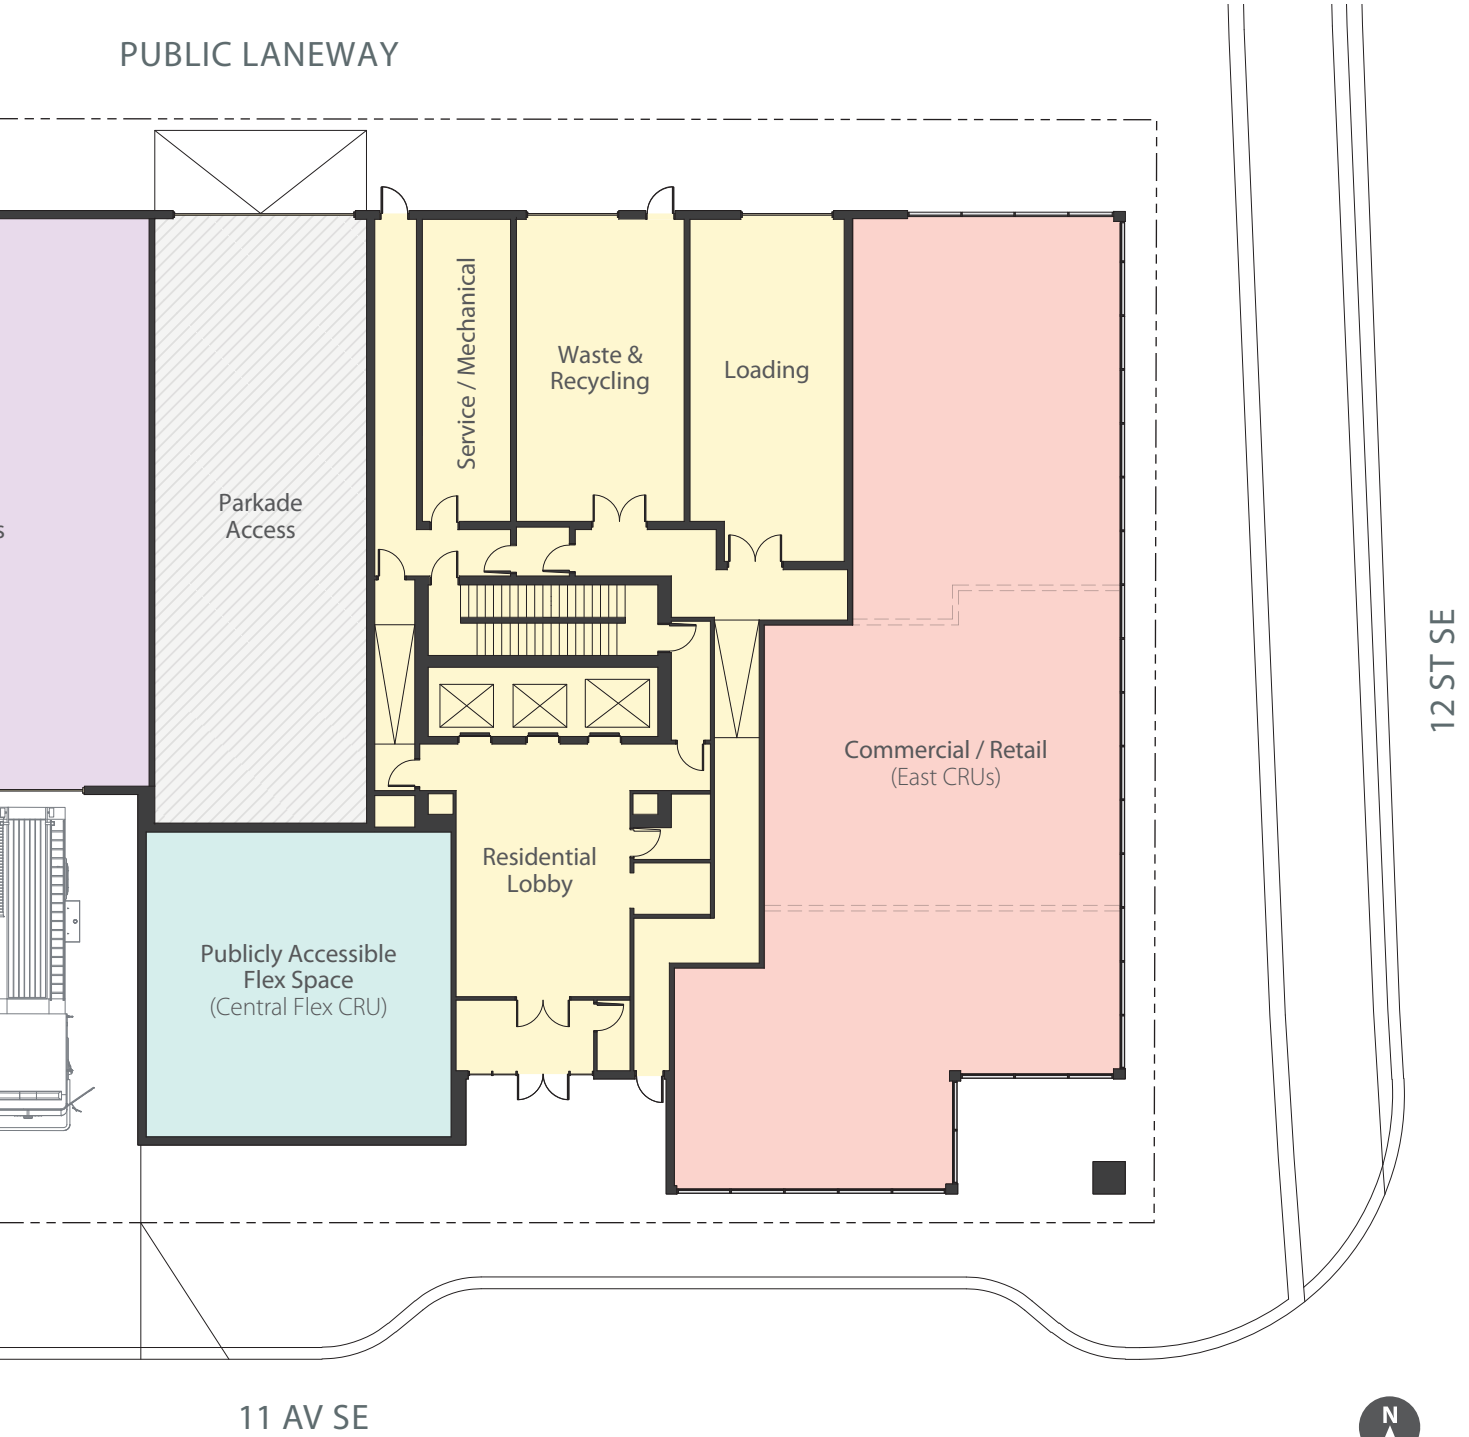 PUBLIC LANEWAY
Service / Mechanical
Waste &
Recycling
Loading
Parkade
Access
s
12 ST SE
Commercial / Retail
(East CRUs)
Residential
Lobby
Publicly Accessible
Flex Space
(Central Flex CRU)
11 AV SE
N